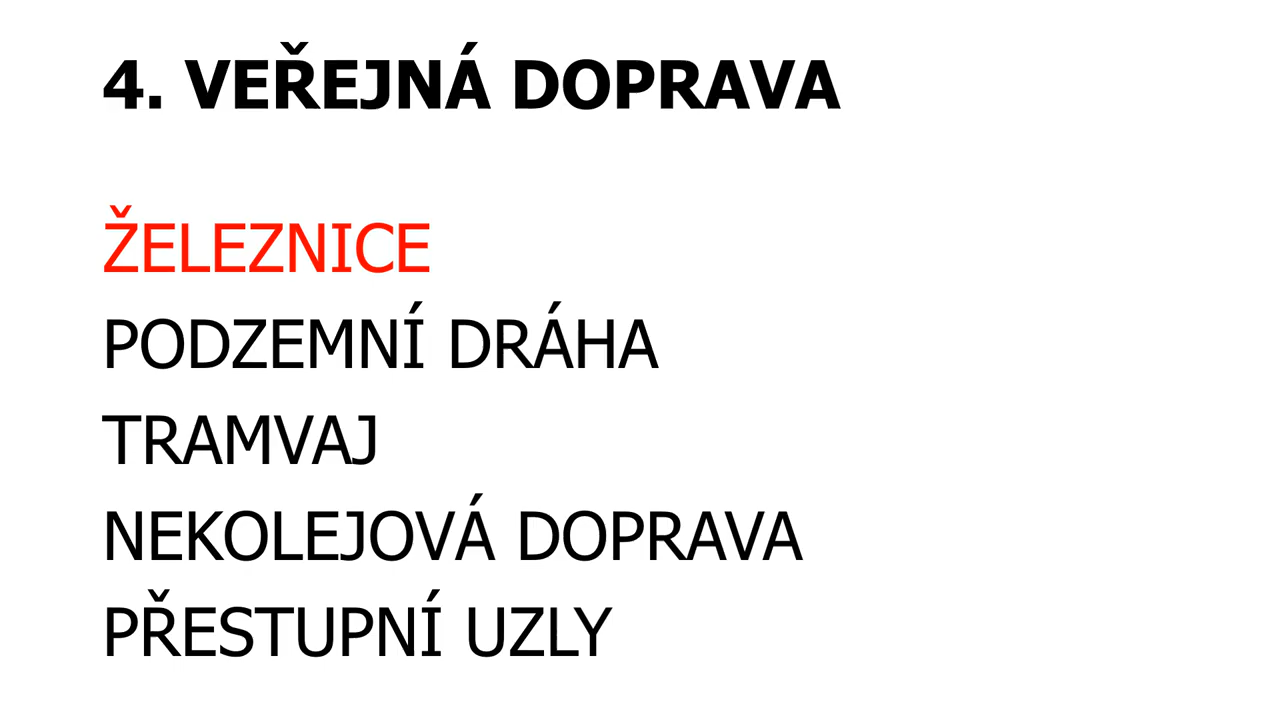 4. VEŘEJNÁ DOPRAVA
ŽELEZNICE
PODZEMNÍ DRÁHA
TRAMVAJ
NEKOLEJOVÁ DOPRAVA
PŘESTUPNÍ UZLY